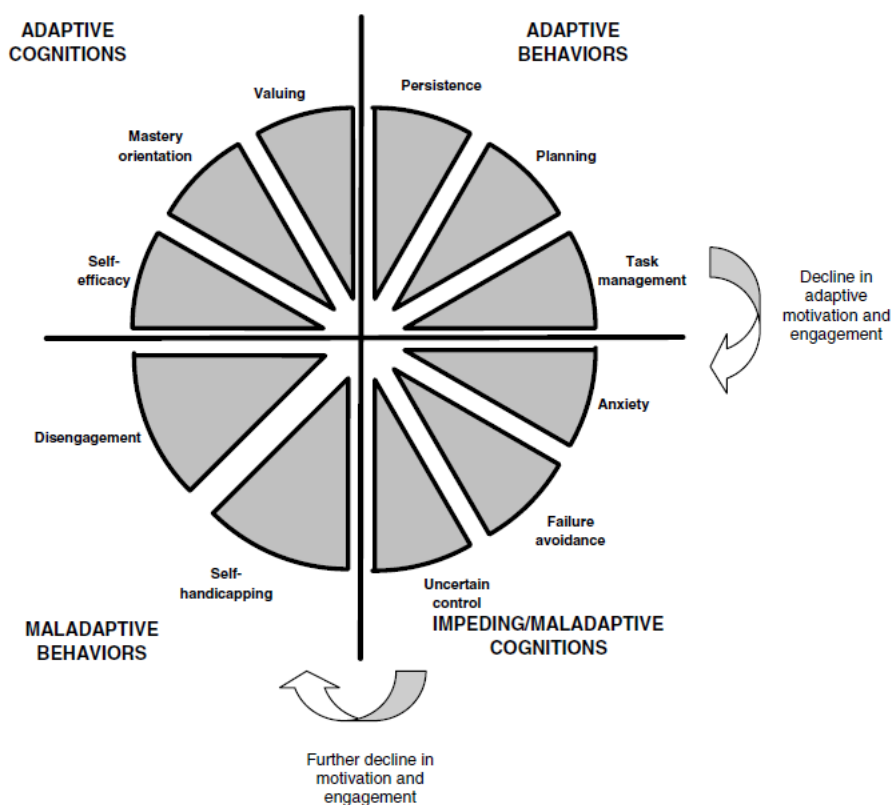 ADAPTIVE
COGNITIONS
ADAPTIVE
BEHAVIORS
Valuing
Persistence
Mastery
orientation
Planning
Self-
efficacy
Task
management
Decline in
adaptive
motivation and
engagement
Disengagement
Anxiety
Failure
avoidance
Self-
handicapping
Uncertain
control
MALADAPTIVE
BEHAVIORS
IMPEDING/MALADAPTIVE
COGNITIONS
Further decline in
motivation and
engagement